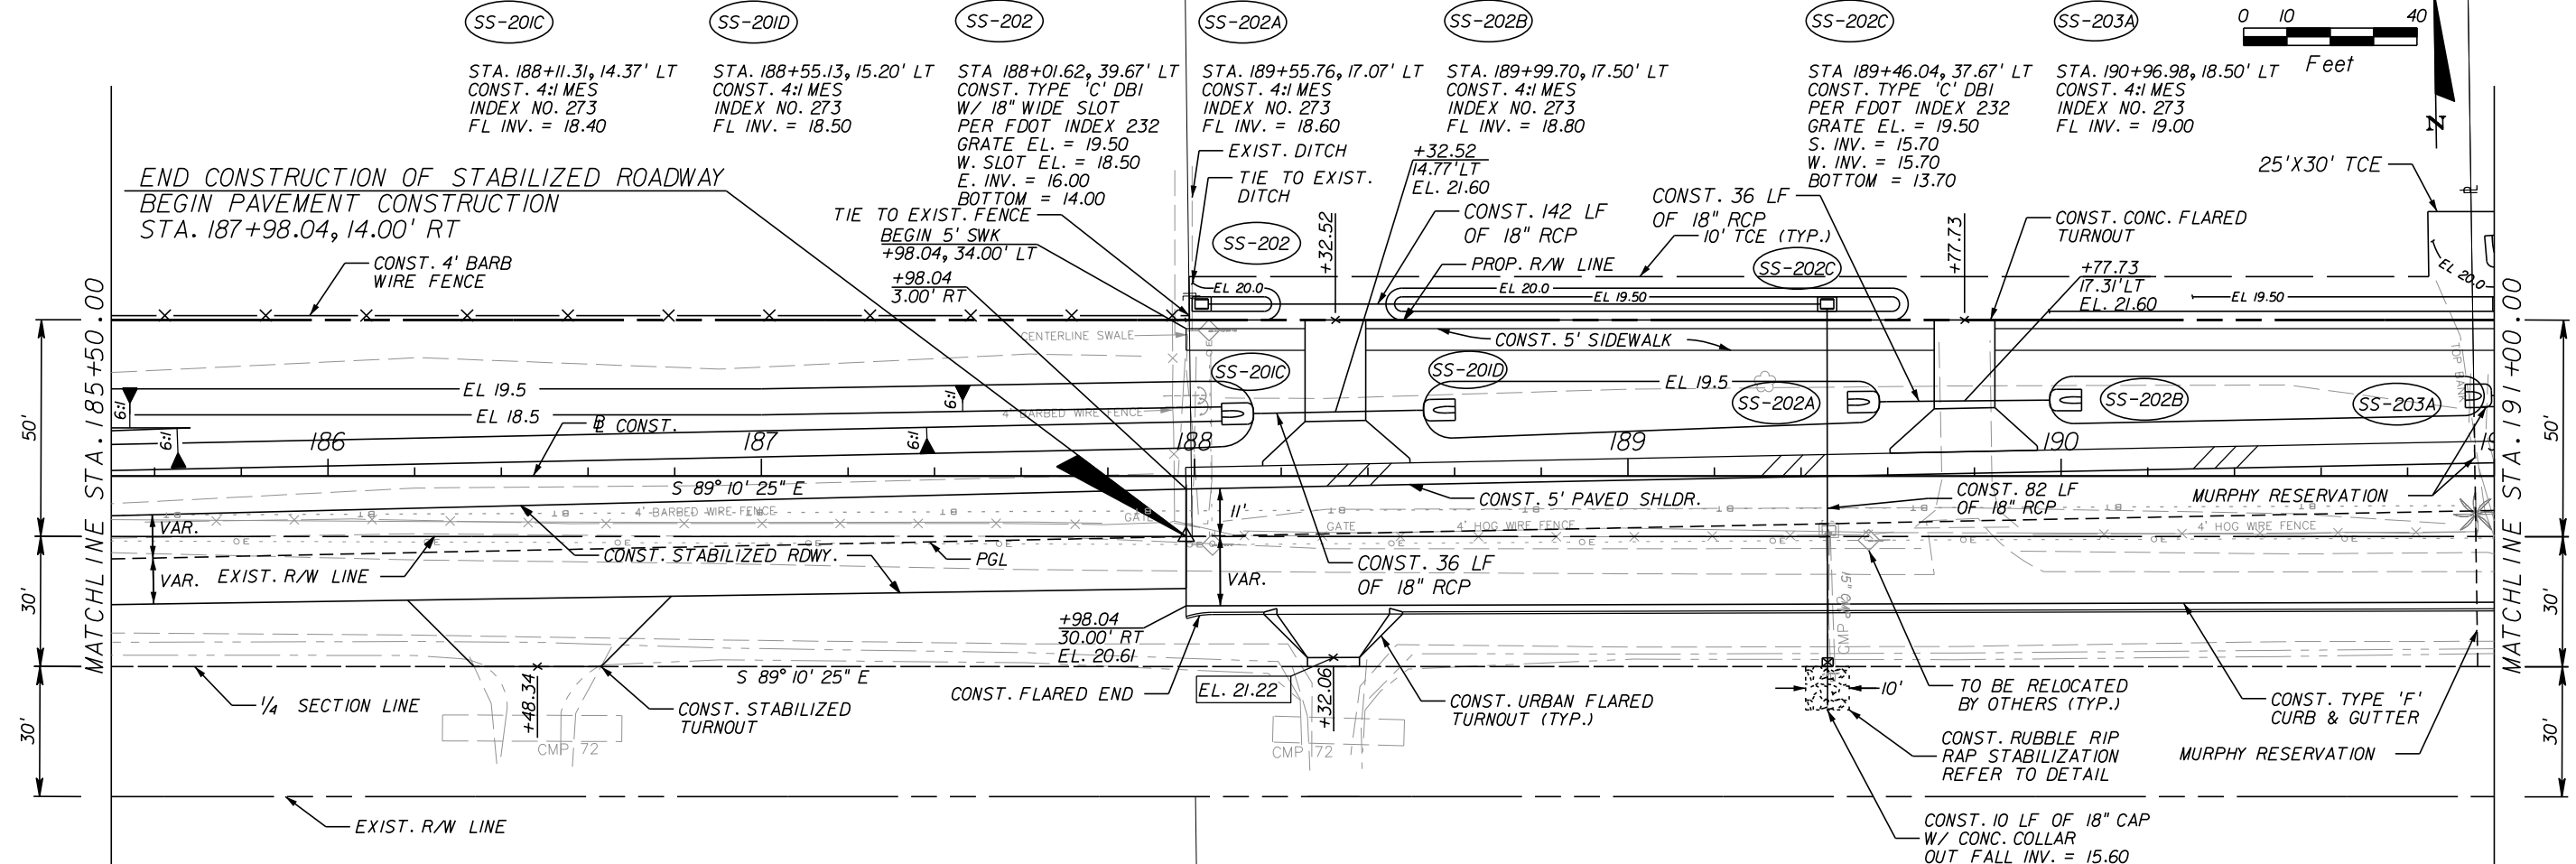 SS-201C
SS-201D
SS-202
SS-202A
SS-202B
SS-202C
SS-203A
0 10 40
Feet
N
STA. 188+11.31, 14.37' LT
CONST. 4:1 MES
INDEX NO. 273
FL INV. = 18.40
STA. 188+55.13, 15.20' LT
CONST. 4:1 MES
INDEX NO. 273
FL INV. = 18.50
STA 188+01.62, 39.67' LT
CONST. TYPE 'C' DBI
W/ 18" WIDE SLOT
PER FDOT INDEX 232
GRATE EL. = 19.50
W. SLOT EL. = 18.50
E. INV. = 16.00
BOTTOM = 14.00
STA. 189+55.76, 17.07' LT
CONST. 4:1 MES
INDEX NO. 273
FL INV. = 18.60
STA. 189+99.70, 17.50' LT
CONST. 4:1 MES
INDEX NO. 273
FL INV. = 18.80
STA 189+46.04, 37.67' LT
CONST. TYPE 'C' DBI
PER FDOT INDEX 232
GRATE EL. = 19.50
S. INV. = 15.70
W. INV. = 15.70
BOTTOM = 13.70
STA. 190+96.98, 18.50' LT
CONST. 4:1 MES
INDEX NO. 273
FL INV. = 19.00
END CONSTRUCTION OF STABILIZED ROADWAY
BEGIN PAVEMENT CONSTRUCTION
STA. 187+98.04, 14.00' RT
EXIST. DITCH
TIE TO EXIST.
DITCH
+32.52
14.77' LT
EL. 21.60
25'X30' TCE
TIE TO EXIST. FENCE
BEGIN 5' SWK
+98.04, 34.00' LT
+98.04
3.00' RT
CONST. 4' BARB
WIRE FENCE
SS-202
+32.52
CONST. 142 LF
OF 18" RCP
CONST. 36 LF
OF 18" RCP
10' TCE (TYP.)
PROP. R/W LINE
SS-202C
+77.73
CONST. CONC. FLARED
TURNOUT
+77.73
17.31' LT
EL. 21.60
EL 20.0
EL 20.0
EL 19.50
EL 19.50
EL 20.0
MATCHLINE STA. 185+50.00
MATCHLINE STA. 191+00.00
CENTERLINE SWALE
CONST. 5' SIDEWALK
TOP BANK
EL 19.5
EL 18.5
6:1
6:1
6:1
6:1
4' BARBED WIRE FENCE
SS-201C
SS-201D
EL 19.5
SS-202A
SS-202B
SS-203A
50'
30'
30'
50'
30'
30'
186
187
188
189
190
19
CONST.
S 89° 10' 25" E
CONST. 5' PAVED SHLDR.
CONST. 82 LF
OF 18" RCP
MURPHY RESERVATION
VAR.
VAR.
4' BARBED WIRE FENCE
GATE
GATE
4' HOG WIRE FENCE
4' HOG WIRE FENCE
11'
VAR.
EXIST. R/W LINE
CONST. STABILIZED RDWY.
PGL
CONST. 36 LF
OF 18" RCP
15" CAP
CMP
+98.04
30.00' RT
EL. 20.61
S 89° 10' 25" E
1/4 SECTION LINE
+48.34
CONST. STABILIZED
TURNOUT
CMP 72
CONST. FLARED END
EL. 21.22
+32.06
CMP 72
CONST. URBAN FLARED
TURNOUT (TYP.)
10'
TO BE RELOCATED
BY OTHERS (TYP.)
CONST. TYPE 'F'
CURB & GUTTER
CONST. RUBBLE RIP
RAP STABILIZATION
REFER TO DETAIL
MURPHY RESERVATION
EXIST. R/W LINE
CONST. 10 LF OF 18" CAP
W/ CONC. COLLAR
OUT FALL INV. = 15.60